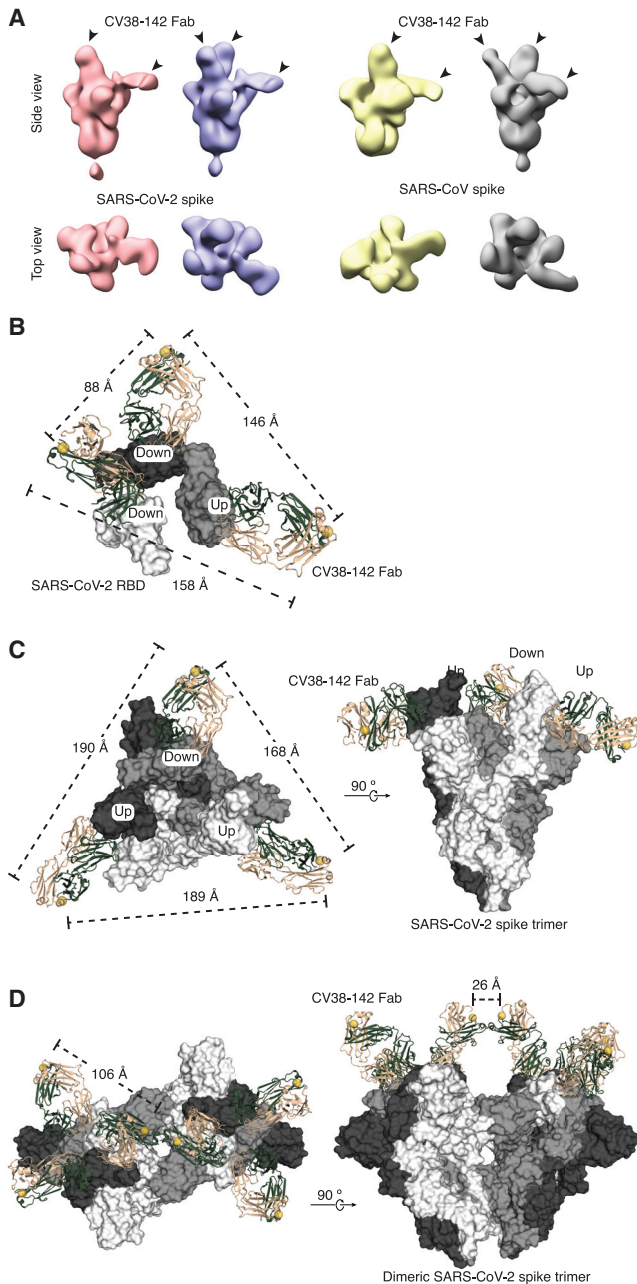 A
CV38-142 Fab
CV38-142 Fab
Side view
SARS-CoV-2 spike
SARS-CoV spike
Top view
B
88 Å
146 Å
Down
Down
Up
SARS-CoV-2 RBD
158 Å
CV38-142 Fab
C
Down
CV38-142 Fab
Up
Up
190 Å
168 Å
Down
90 º
Up
Up
189 Å
SARS-CoV-2 spike trimer
D
26 Å
CV38-142 Fab
106 Å
90 º
Dimeric SARS-CoV-2 spike trimer